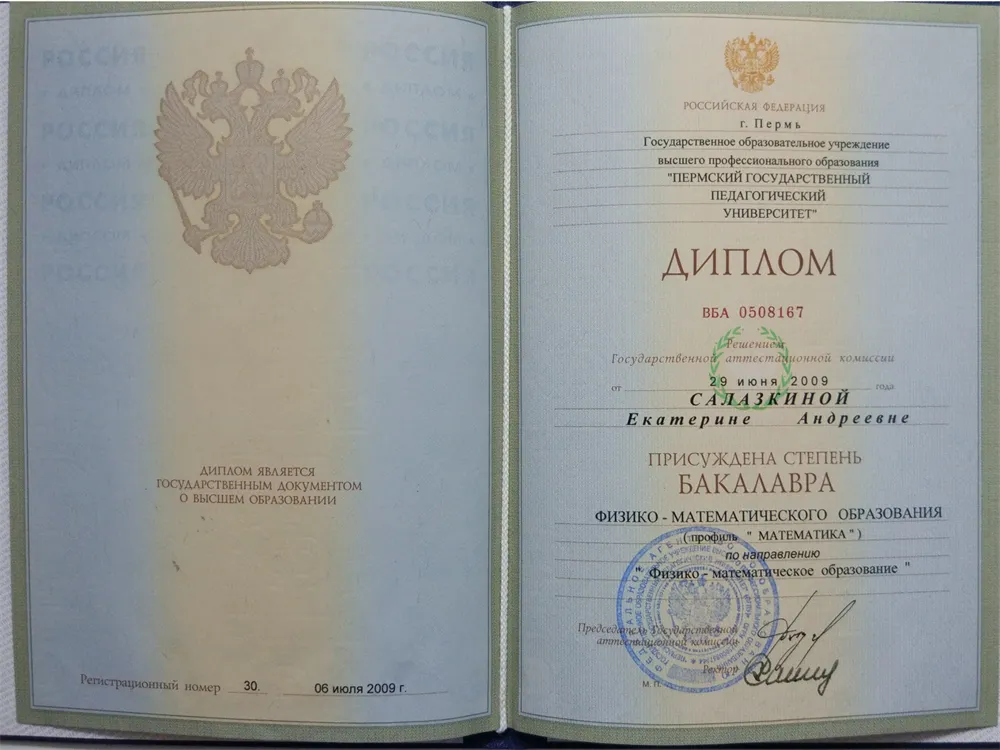 ДИПЛОМ ЯВЛЯЕТСЯ
ГОСУДАРСТВЕННЫМ ДОКУМЕНТОМ
О ВЫСШЕМ ОБРАЗОВАНИИ
Регистрационный номер 30. 06 июля 2009 г.
РОССИЙСКАЯ ФЕДЕРАЦИЯ
г. Пермь
Государственное образовательное учреждение
высшего профессионального образования
"ПЕРМСКИЙ ГОСУДАРСТВЕННЫЙ
ПЕДАГОГИЧЕСКИЙ
УНИВЕРСИТЕТ"
ДИПЛОМ
ВБА 0508167
Решением
Государственной аттестационной комиссии
от 29 июня 2009 года
САЛАЗКИНОЙ
Екатерине Андреевне
ПРИСУЖДЕНА СТЕПЕНЬ
БАКАЛАВРА
ФИЗИКО - МАТЕМАТИЧЕСКОГО ОБРАЗОВАНИЯ
( профиль " МАТЕМАТИКА " )
по направлению
" Физико - математическое образование "
Председатель Государственной
аттестационной комиссии
Ректор
М. П.